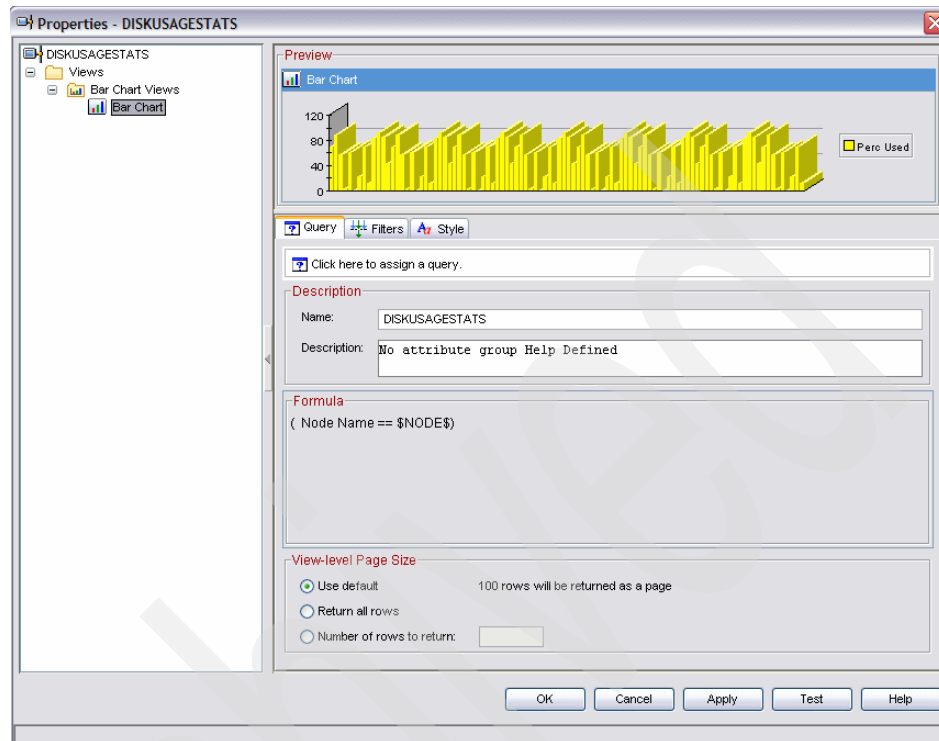 Properties - DISKUSAGESTATS
DISKUSAGESTATS
Views
Bar Chart Views
Bar Chart
Preview
Bar Chart
120
80
40
0
Perc Used
Query
Filters
Style
Click here to assign a query.
Description
Name:
DISKUSAGESTATS
Description:
No attribute group Help Defined
Formula
( Node Name == $NODE$)
View-level Page Size
Use default
100 rows will be returned as a page
Return all rows
Number of rows to return:
OK
Cancel
Apply
Test
Help